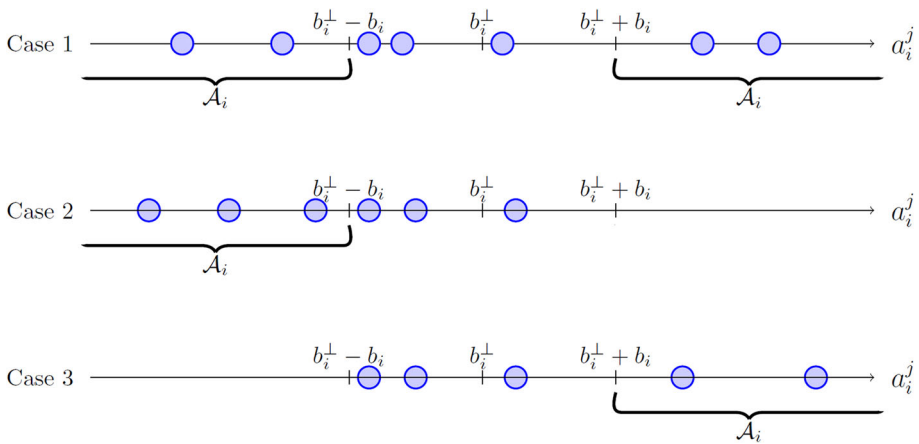 b_i^⊥ − b_i b_i^⊥ b_i^⊥ + b_i
Case 1 a_i^j
𝒜_i 𝒜_i
b_i^⊥ − b_i b_i^⊥ b_i^⊥ + b_i
Case 2 a_i^j
𝒜_i
b_i^⊥ − b_i b_i^⊥ b_i^⊥ + b_i
Case 3 a_i^j
𝒜_i